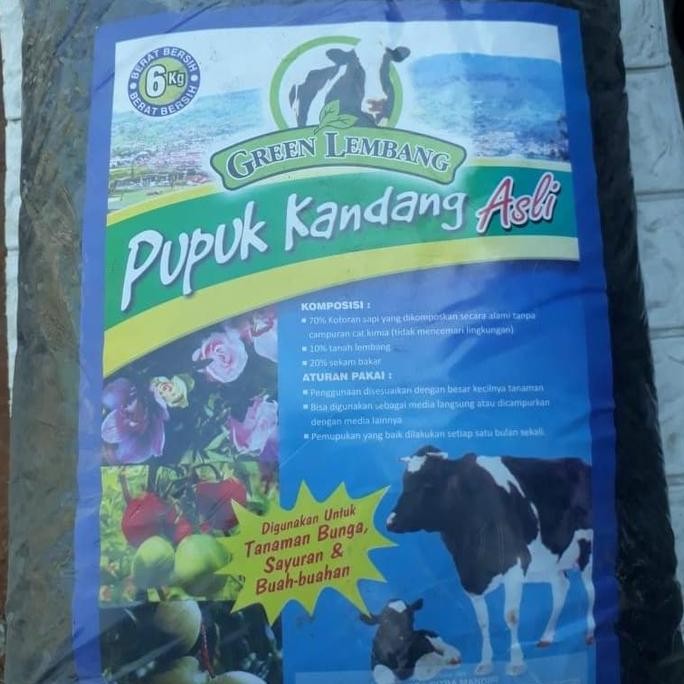 BERAT BERSIH
6 Kg
BERAT BERSIH
GREEN LEMBANG
Pupuk Kandang Asli
KOMPOSISI :
70% Kotoran sapi yang dikomposkan secara alami tanpa
campuran cat kimia (tidak mencemari lingkungan)
10% tanah lembang
20% sekam bakar
ATURAN PAKAI :
Penggunaan disesuaikan dengan besar kecilnya tanaman
Bisa digunakan sebagai media langsung atau dicampurkan
dengan media lainnya
Pemupukan yang baik dilakukan setiap satu bulan sekali.
Digunakan Untuk
Tanaman Bunga,
Sayuran &
Buah-buahan